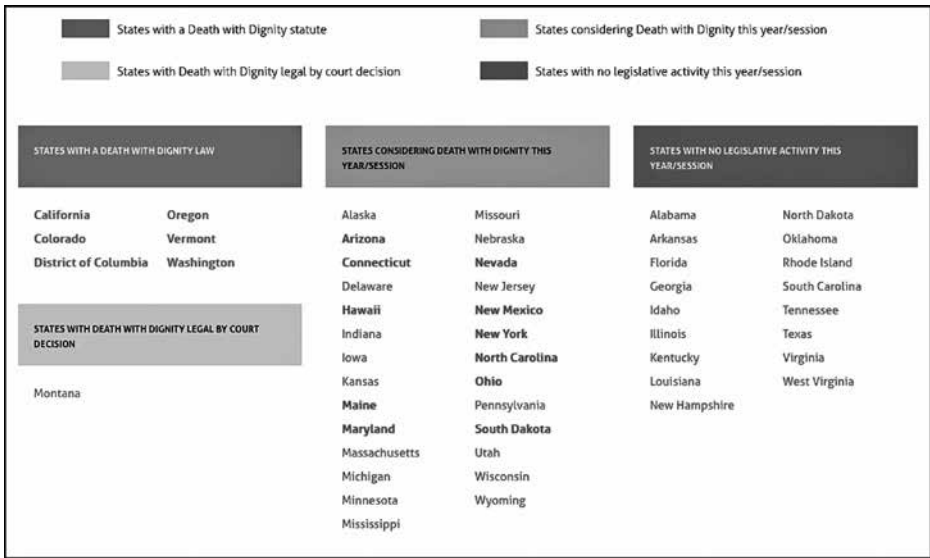 States with a Death with Dignity statute
States considering Death with Dignity this year/session
States with Death with Dignity legal by court decision
States with no legislative activity this year/session
STATES WITH A DEATH WITH DIGNITY LAW
California Oregon
Colorado Vermont
District of Columbia Washington
STATES WITH DEATH WITH DIGNITY LEGAL BY COURT
DECISION
Montana
STATES CONSIDERING DEATH WITH DIGNITY THIS
YEAR/SESSION
Alaska Missouri
Arizona Nebraska
Connecticut Nevada
Delaware New Jersey
Hawaii New Mexico
Indiana New York
Iowa North Carolina
Kansas Ohio
Maine Pennsylvania
Maryland South Dakota
Massachusetts Utah
Michigan Wisconsin
Minnesota Wyoming
Mississippi
STATES WITH NO LEGISLATIVE ACTIVITY THIS
YEAR/SESSION
Alabama North Dakota
Arkansas Oklahoma
Florida Rhode Island
Georgia South Carolina
Idaho Tennessee
Illinois Texas
Kentucky Virginia
Louisiana West Virginia
New Hampshire